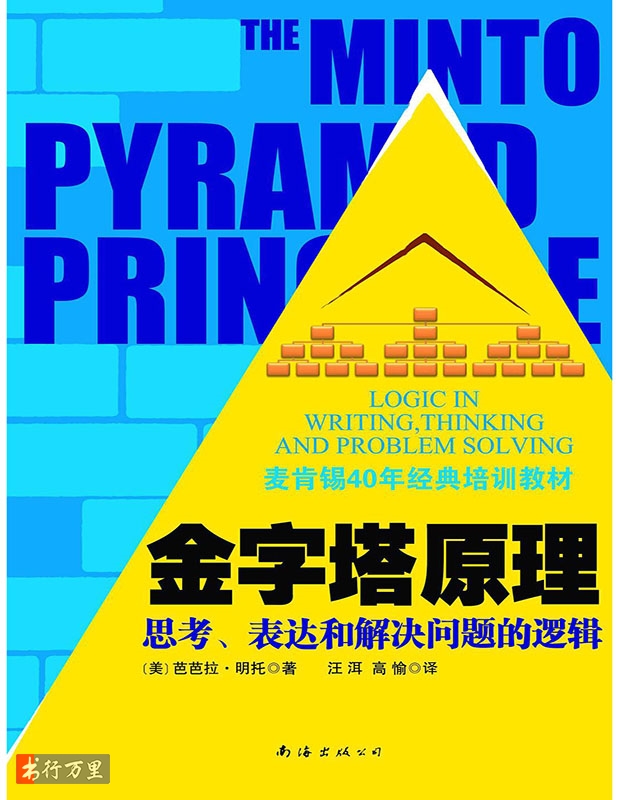 THE MINTO
PYRAMID
PRINCIPLE
LOGIC IN
WRITING,THINKING
AND PROBLEM SOLVING
麦肯锡40年经典培训教材
金字塔原理
思考、表达和解决问题的逻辑
(美)芭芭拉·明托◎著 汪洱 高愉◎译
南海出版公司
书行万里